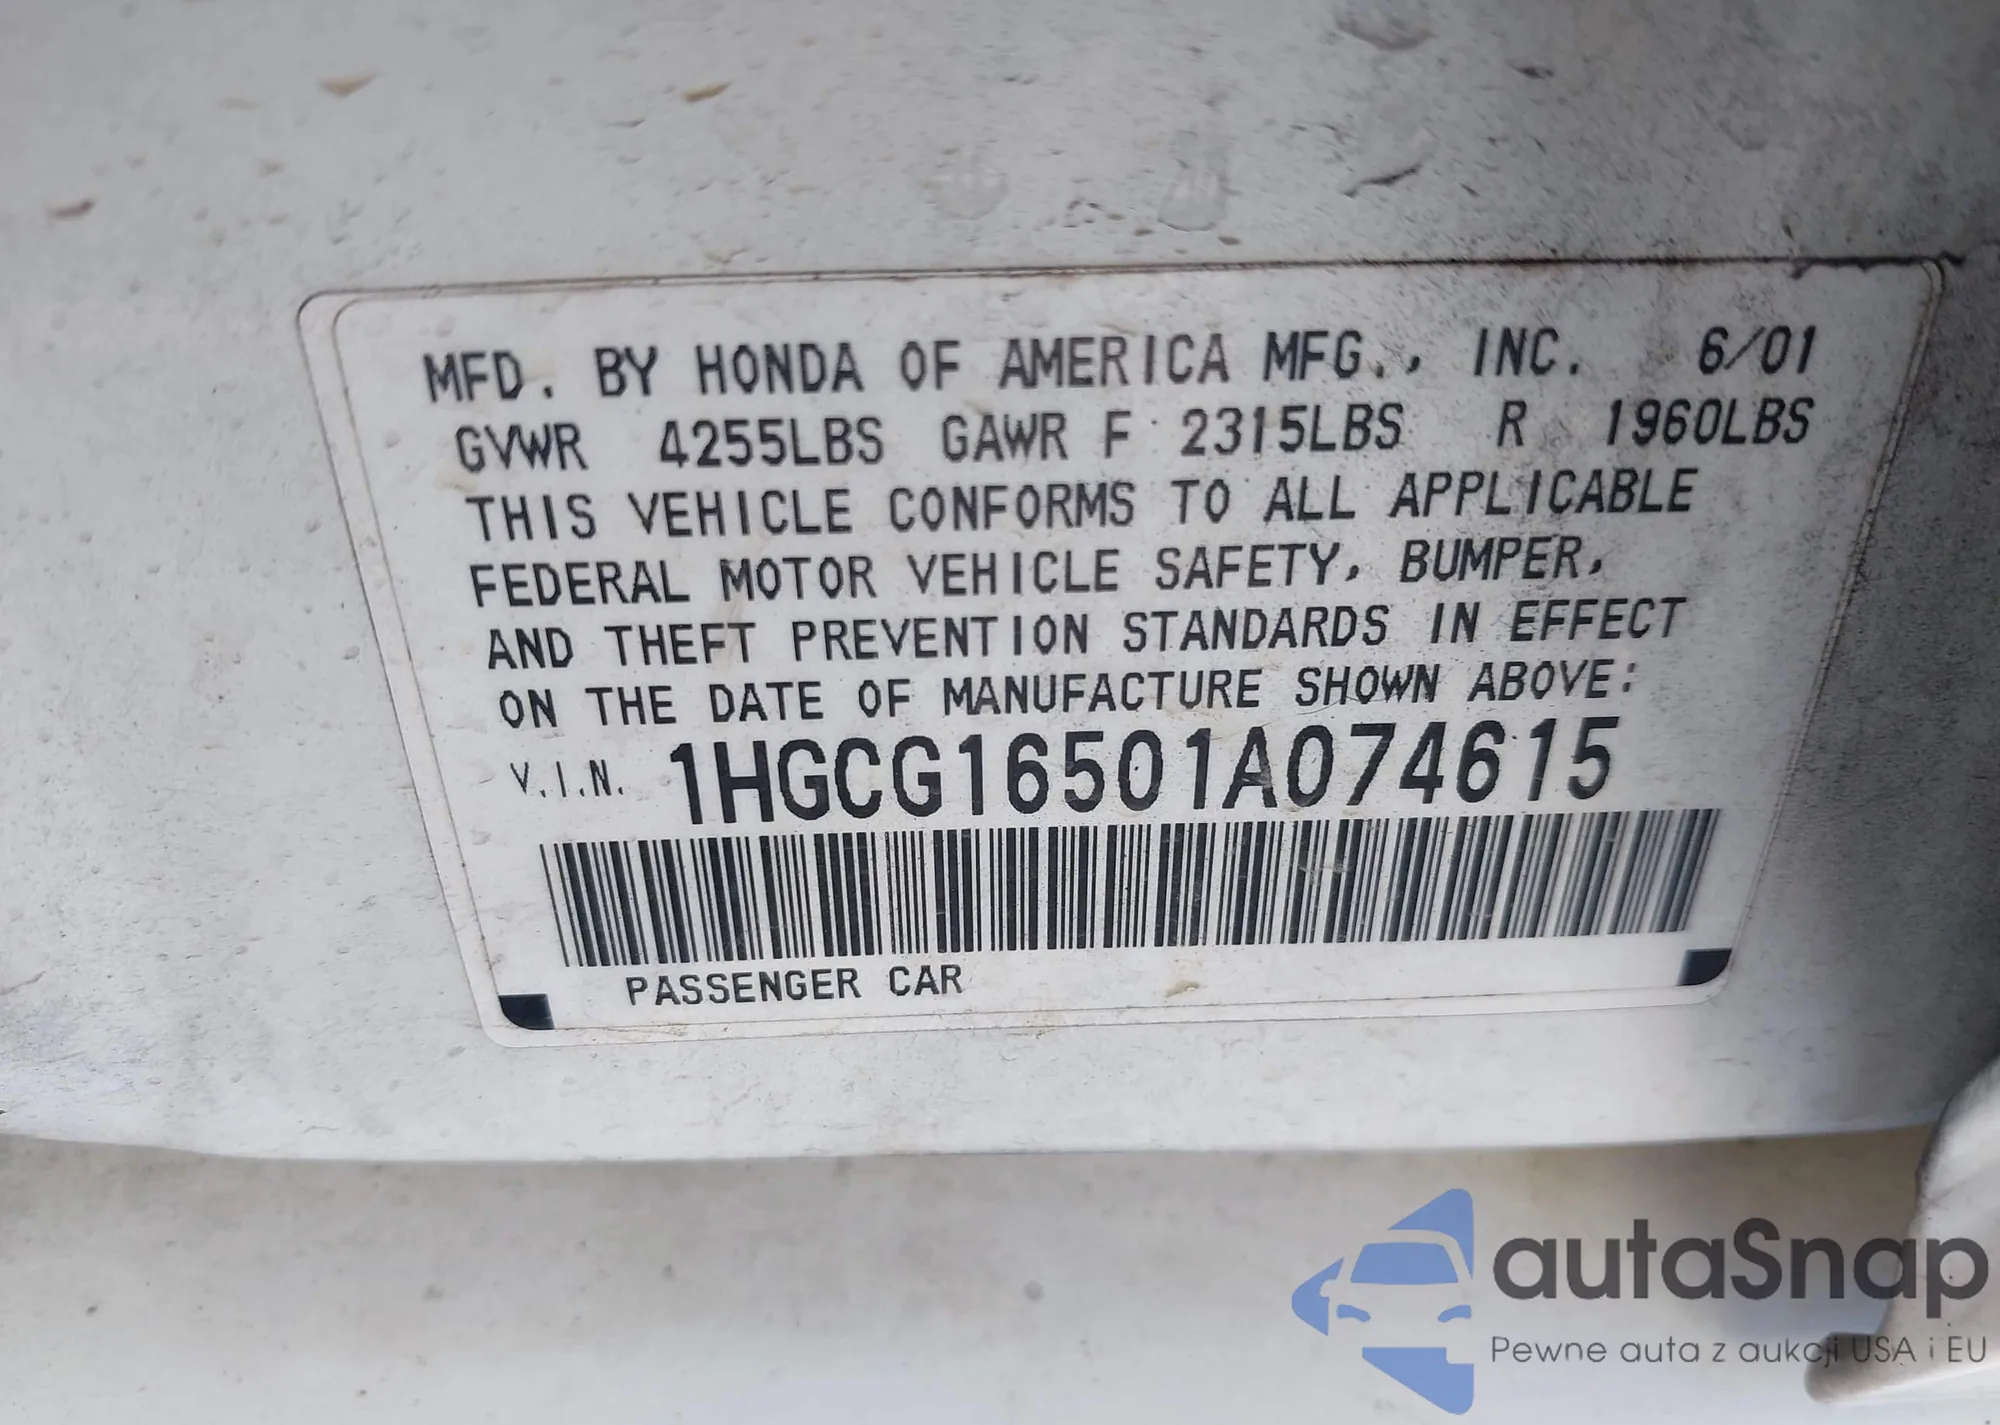 MFD. BY HONDA OF AMERICA MFG., INC. 6/01
GVWR 4255LBS GAWR F 2315LBS R 1960LBS
THIS VEHICLE CONFORMS TO ALL APPLICABLE
FEDERAL MOTOR VEHICLE SAFETY, BUMPER,
AND THEFT PREVENTION STANDARDS IN EFFECT
ON THE DATE OF MANUFACTURE SHOWN ABOVE:
V.I.N. 1HGCG16501A074615
PASSENGER CAR
autaSnap
Pewne auta z aukcji USA i EU